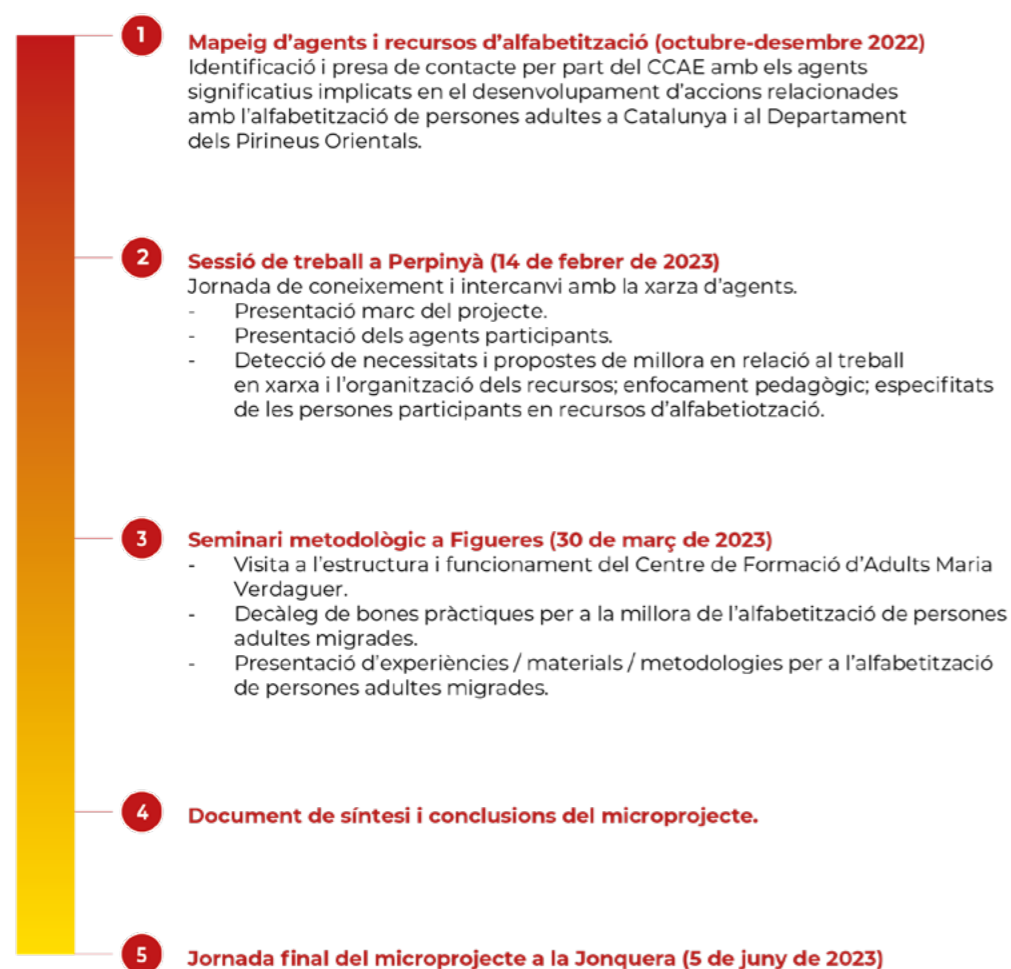 1
Mapeig d'agents i recursos d'alfabetització (octubre-desembre 2022)
Identificació i presa de contacte per part del CCAE amb els agents
significatius implicats en el desenvolupament d'accions relacionades
amb l'alfabetització de persones adultes a Catalunya i al Departament
dels Pirineus Orientals.
2
Sessió de treball a Perpinyà (14 de febrer de 2023)
Jornada de coneixement i intercanvi amb la xarza d'agents.
- Presentació marc del projecte.
- Presentació dels agents participants.
- Detecció de necessitats i propostes de millora en relació al treball
en xarxa i l'organització dels recursos; enfocament pedagògic; especifitats
de les persones participants en recursos d'alfabetiotzació.
3
Seminari metodològic a Figueres (30 de març de 2023)
- Visita a l'estructura i funcionament del Centre de Formació d'Adults Maria
Verdaguer.
- Decàleg de bones pràctiques per a la millora de l'alfabetització de persones
adultes migrades.
- Presentació d'experiències / materials / metodologies per a l'alfabetització
de persones adultes migrades.
4
Document de síntesi i conclusions del microprojecte.
5
Jornada final del microprojecte a la Jonquera (5 de juny de 2023)